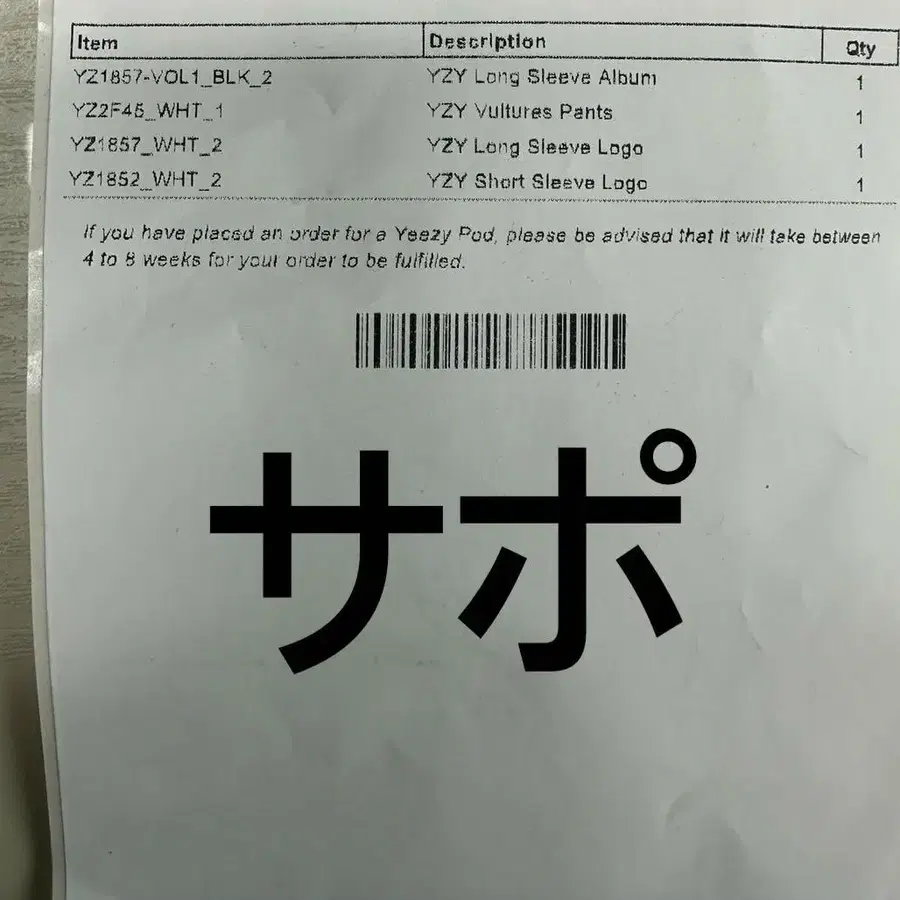 Item Description Qty
YZ1857-VOL1_BLK_2 YZY Long Sleeve Album 1
YZ2F45_WHT_1 YZY Vultures Pants 1
YZ1857_WHT_2 YZY Long Sleeve Logo 1
YZ1852_WHT_2 YZY Short Sleeve Logo 1
If you have placed an order for a Yeezy Pod, please be advised that it will take between
4 to 8 weeks for your order to be fulfilled.
サポ